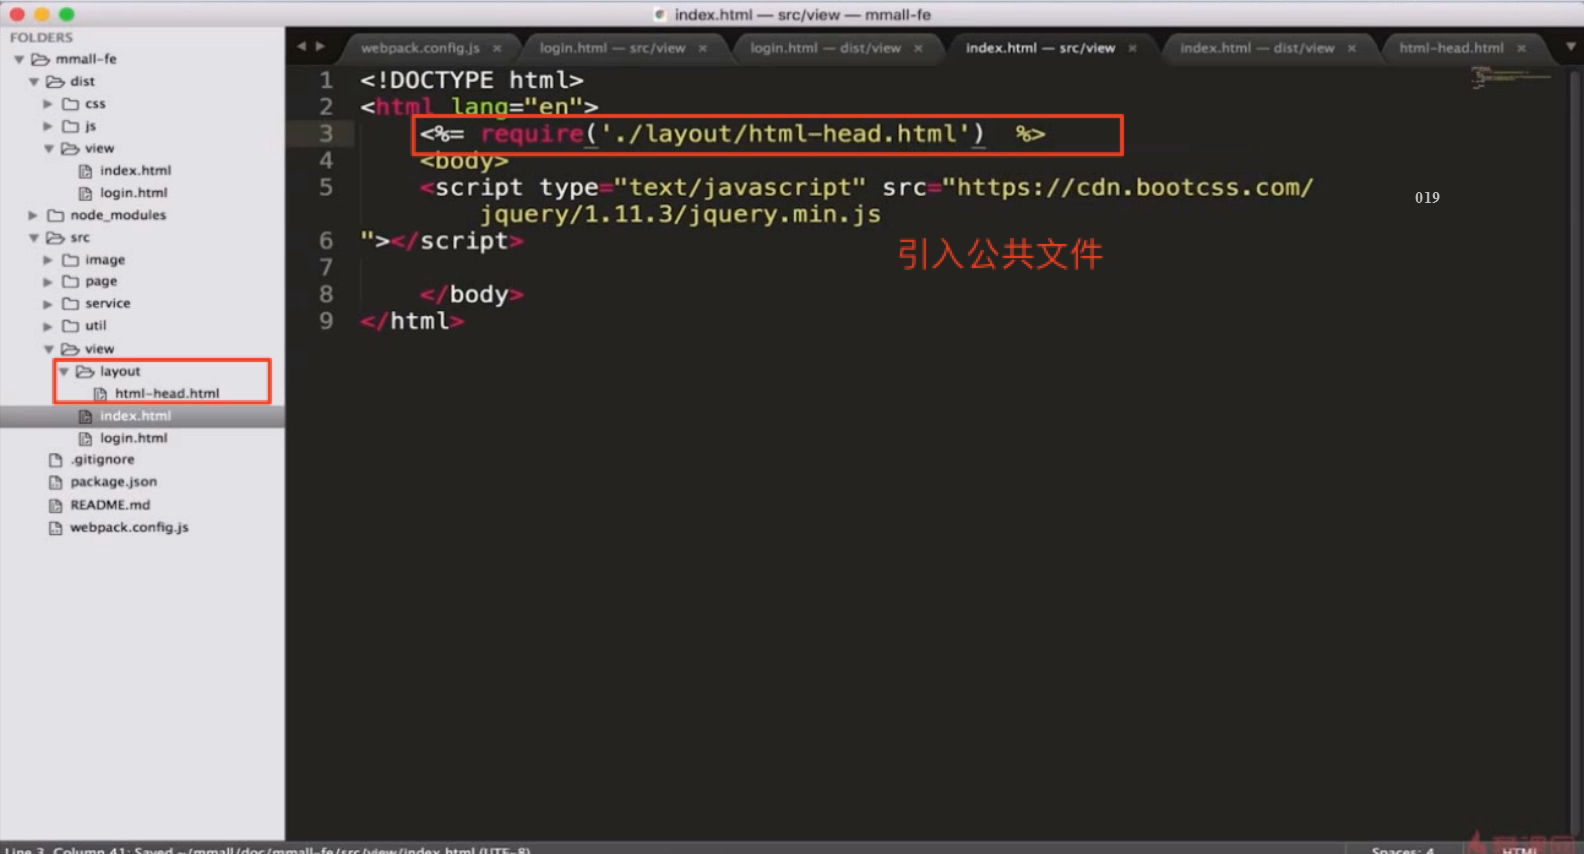 index.html — src/view — mmall-fe
FOLDERS
mmall-fe
dist
css
js
view
index.html
login.html
node_modules
src
image
page
service
util
view
layout
html-head.html
index.html
login.html
.gitignore
package.json
README.md
webpack.config.js
webpack.config.js ×
login.html — src/view ×
login.html — dist/view ×
index.html — src/view ×
index.html — dist/view ×
html-head.html ×
1 <!DOCTYPE html>
2 <html lang="en">
3 <%= require('./layout/html-head.html') %>
4 <body>
5 <script type="text/javascript" src="https://cdn.bootcss.com/
jquery/1.11.3/jquery.min.js
6 "></script>
7
8 </body>
9 </html>
019
引入公共文件
Line 3, Column 41; Saved ~/mmall/doc/mmall-fe/src/view/index.html (UTF-8)
Spaces: 4
HTML